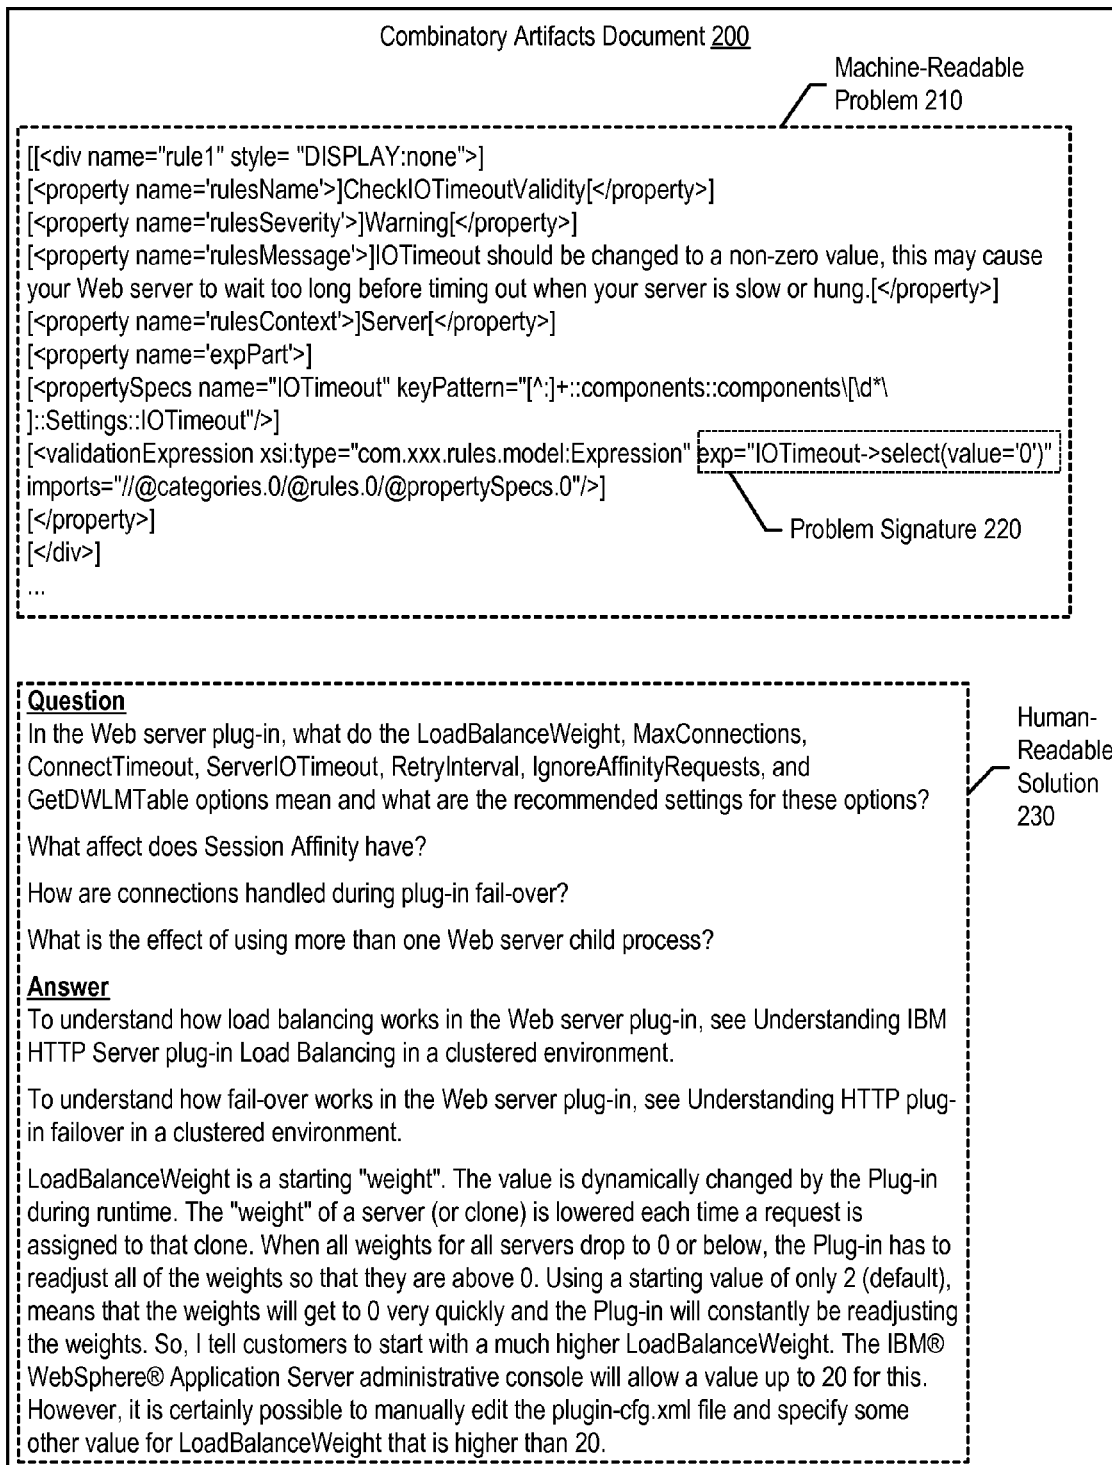 Combinatory Artifacts Document 200
Machine-Readable
Problem 210
[[<div name="rule1" style= "DISPLAY:none">]
[<property name='rulesName'>]CheckIOTimeoutValidity[</property>]
[<property name='rulesSeverity'>]Warning[</property>]
[<property name='rulesMessage'>]IOTimeout should be changed to a non-zero value, this may cause
your Web server to wait too long before timing out when your server is slow or hung.[</property>]
[<property name='rulesContext'>]Server[</property>]
[<property name='expPart'>]
[<propertySpecs name="IOTimeout" keyPattern="[^:]+::components::components\[\d*\
]::Settings::IOTimeout"/>]
[<validationExpression xsi:type="com.xxx.rules.model:Expression" exp="IOTimeout->select(value='0')"
imports="//@categories.0/@rules.0/@propertySpecs.0"/>]
[</property>]
Problem Signature 220
[</div>]
...
Question
In the Web server plug-in, what do the LoadBalanceWeight, MaxConnections,
ConnectTimeout, ServerIOTimeout, RetryInterval, IgnoreAffinityRequests, and
GetDWLMTable options mean and what are the recommended settings for these options?
What affect does Session Affinity have?
How are connections handled during plug-in fail-over?
What is the effect of using more than one Web server child process?
Human-
Readable
Solution
230
Answer
To understand how load balancing works in the Web server plug-in, see Understanding IBM
HTTP Server plug-in Load Balancing in a clustered environment.
To understand how fail-over works in the Web server plug-in, see Understanding HTTP plug-
in failover in a clustered environment.
LoadBalanceWeight is a starting "weight". The value is dynamically changed by the Plug-in
during runtime. The "weight" of a server (or clone) is lowered each time a request is
assigned to that clone. When all weights for all servers drop to 0 or below, the Plug-in has to
readjust all of the weights so that they are above 0. Using a starting value of only 2 (default),
means that the weights will get to 0 very quickly and the Plug-in will constantly be readjusting
the weights. So, I tell customers to start with a much higher LoadBalanceWeight. The IBM®
WebSphere® Application Server administrative console will allow a value up to 20 for this.
However, it is certainly possible to manually edit the plugin-cfg.xml file and specify some
other value for LoadBalanceWeight that is higher than 20.